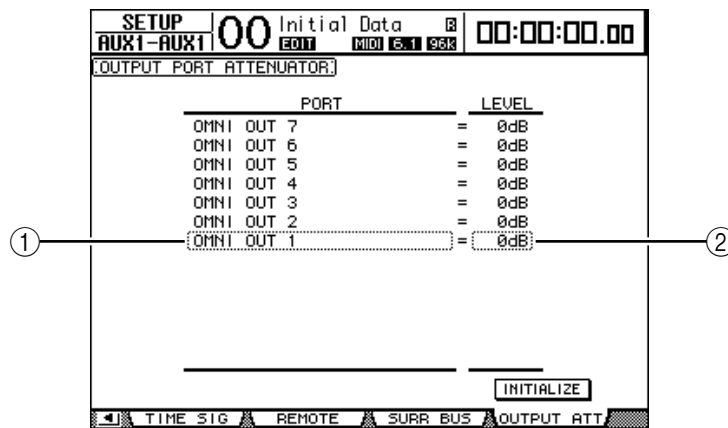 SETUP
AUX1-AUX1
00
Initial Data
EDIT MIDI 6.1 96k
00:00:00.00
OUTPUT PORT ATTENUATOR
PORT LEVEL
OMNI OUT 7 = 0dB
OMNI OUT 6 = 0dB
OMNI OUT 5 = 0dB
OMNI OUT 4 = 0dB
OMNI OUT 3 = 0dB
OMNI OUT 2 = 0dB
① OMNI OUT 1 = 0dB ②
INITIALIZE
TIME SIG REMOTE SURR BUS OUTPUT ATT